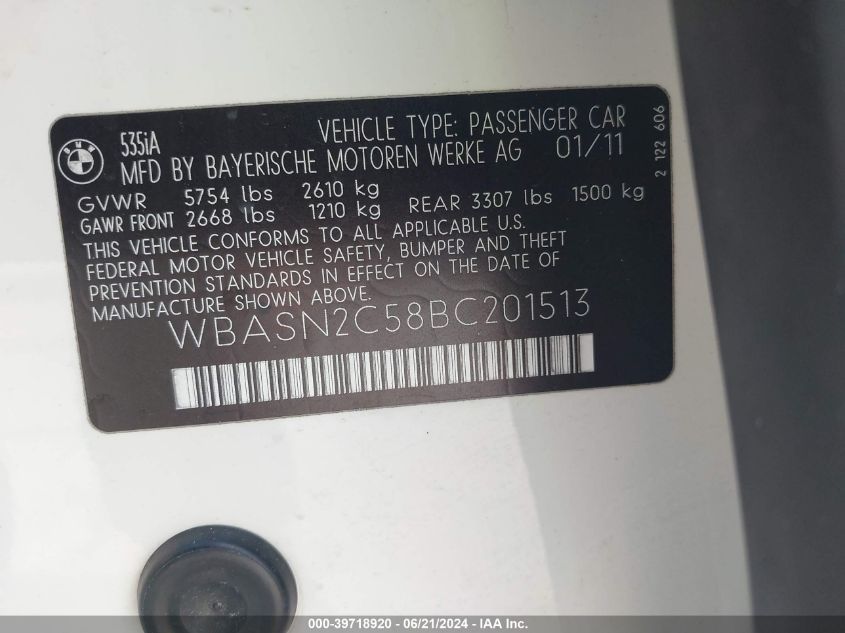 BMW
535iA VEHICLE TYPE: PASSENGER CAR
MFD BY BAYERISCHE MOTOREN WERKE AG 01/11
GVWR 5754 lbs 2610 kg
GAWR FRONT 2668 lbs 1210 kg REAR 3307 lbs 1500 kg
THIS VEHICLE CONFORMS TO ALL APPLICABLE U.S.
FEDERAL MOTOR VEHICLE SAFETY, BUMPER AND THEFT
PREVENTION STANDARDS IN EFFECT ON THE DATE OF
MANUFACTURE SHOWN ABOVE.
WBASN2C58BC201513
2 122 606
000-39718920 - 06/21/2024 - IAA Inc.